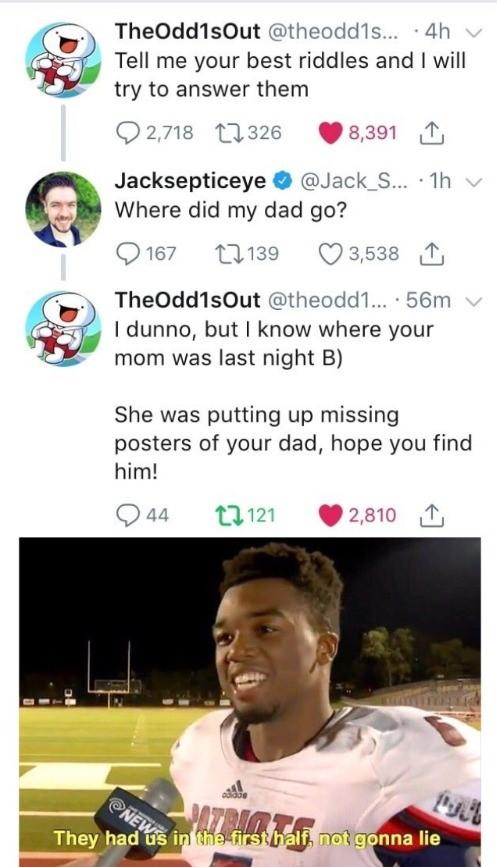 TheOdd1sOut @theodd1s... · 4h
Tell me your best riddles and I will
try to answer them
2,718 326 8,391
Jacksepticeye @Jack_S... · 1h
Where did my dad go?
167 139 3,538
TheOdd1sOut @theodd1... · 56m
I dunno, but I know where your
mom was last night B)
She was putting up missing
posters of your dad, hope you find
him!
44 121 2,810
adidas
PATRIOTS
NEWS
They had us in the first half, not gonna lie